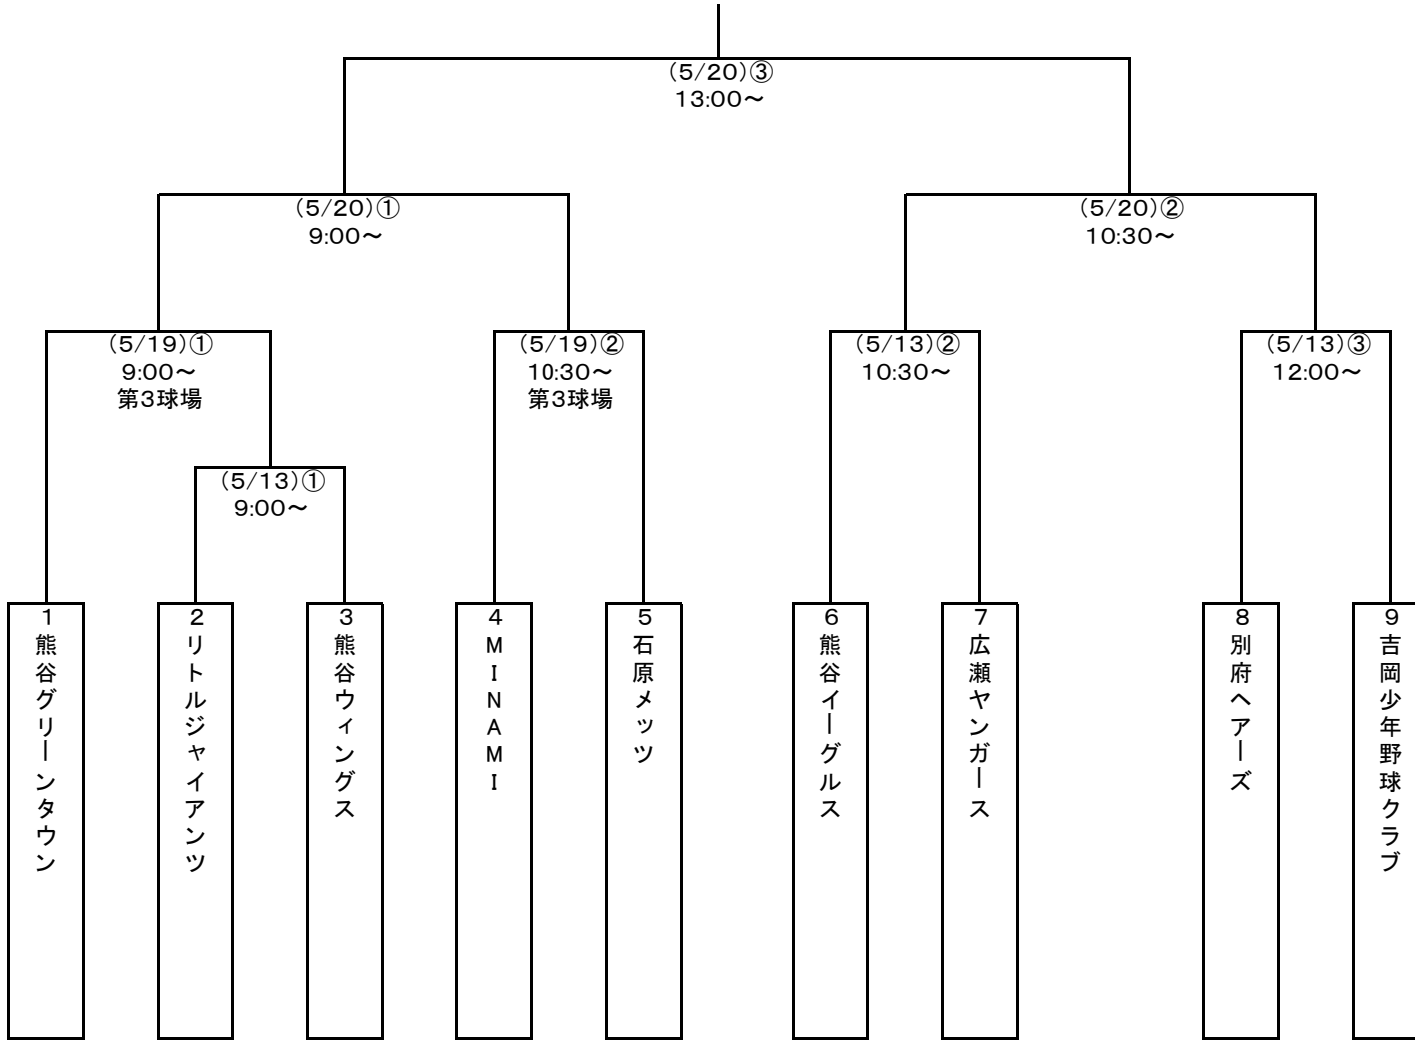 (5/20)③
13:00～
(5/20)①
9:00～
(5/20)②
10:30～
(5/19)①
9:00～
第3球場
(5/19)②
10:30～
第3球場
(5/13)②
10:30～
(5/13)③
12:00～
(5/13)①
9:00～
1
熊谷グリーンタウン
2
リトルジャイアンツ
3
熊谷ウィングス
4
MINAMI
5
石原メッツ
6
熊谷イーグルス
7
広瀬ヤンガース
8
別府ヘアーズ
9
吉岡少年野球クラブ